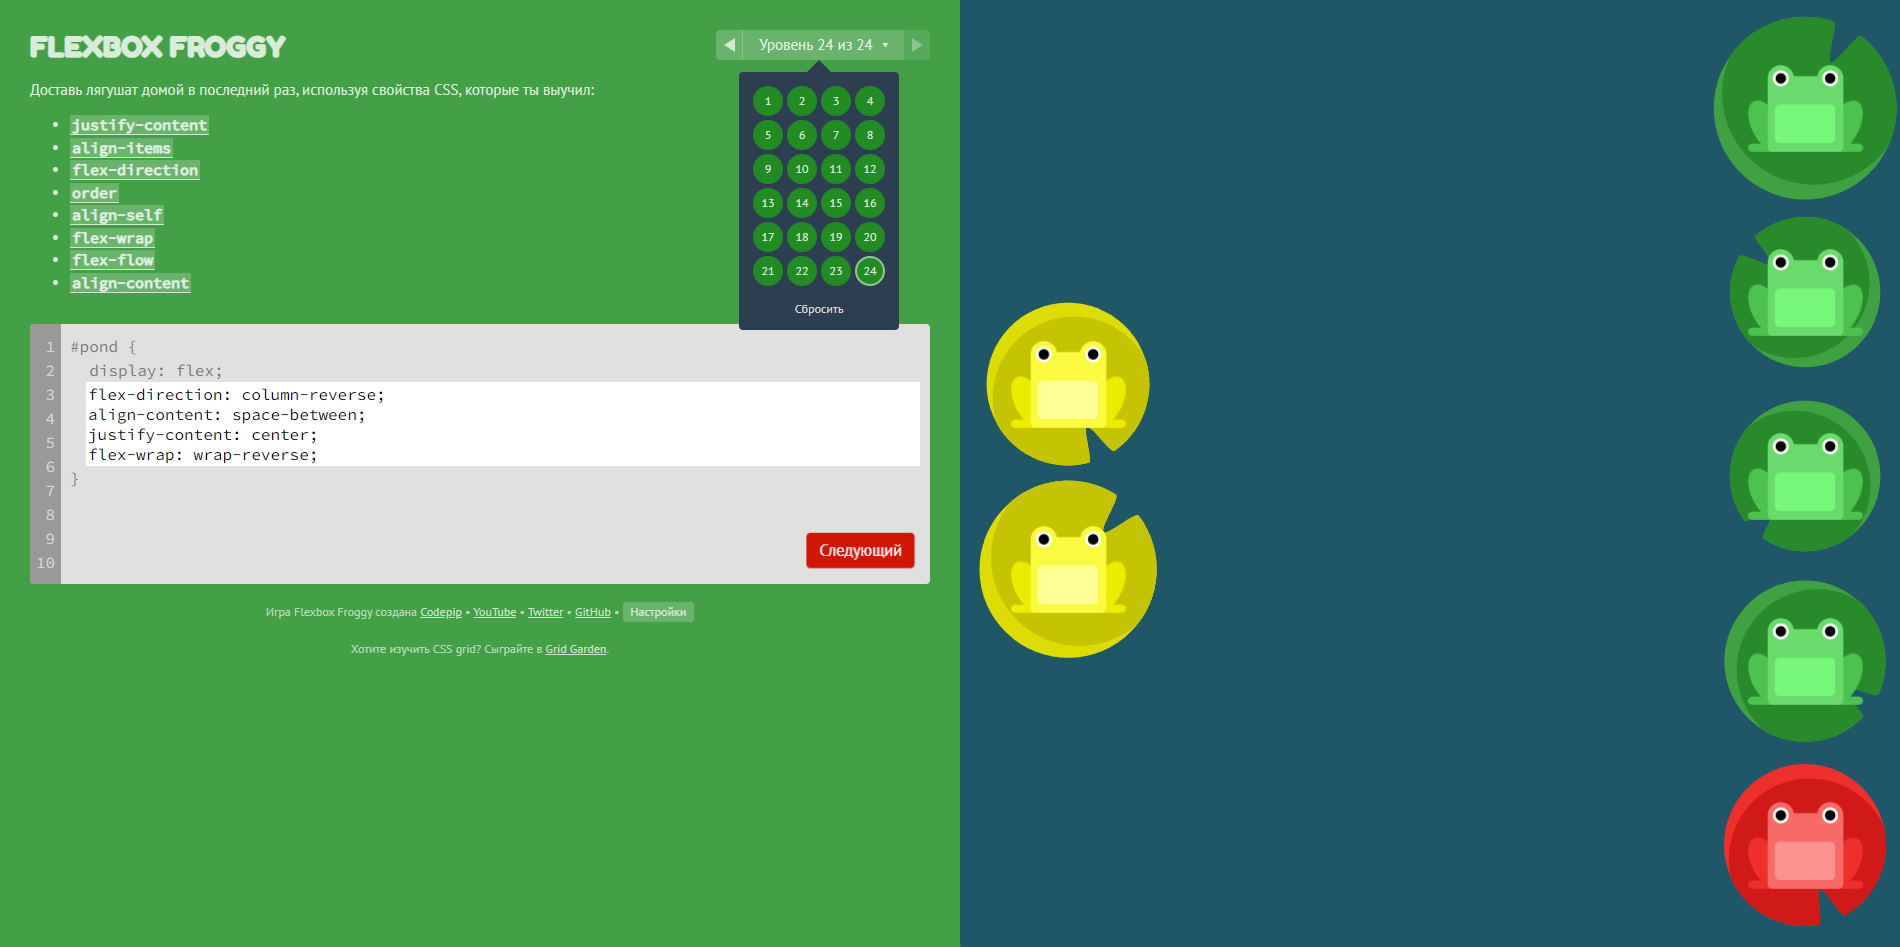 FLEXBOX FROGGY
Уровень 24 из 24
Доставь лягушат домой в последний раз, используя свойства CSS, которые ты выучил:
justify-content
align-items
flex-direction
order
align-self
flex-wrap
flex-flow
align-content
1 2 3 4
5 6 7 8
9 10 11 12
13 14 15 16
17 18 19 20
21 22 23 24
Сбросить
1 #pond {
2 display: flex;
3 flex-direction: column-reverse;
4 align-content: space-between;
5 justify-content: center;
6 flex-wrap: wrap-reverse;
7 }
8
9
10
Следующий
Игра Flexbox Froggy создана Codepip • YouTube • Twitter • GitHub • Настройки
Хотите изучить CSS grid? Сыграйте в Grid Garden.